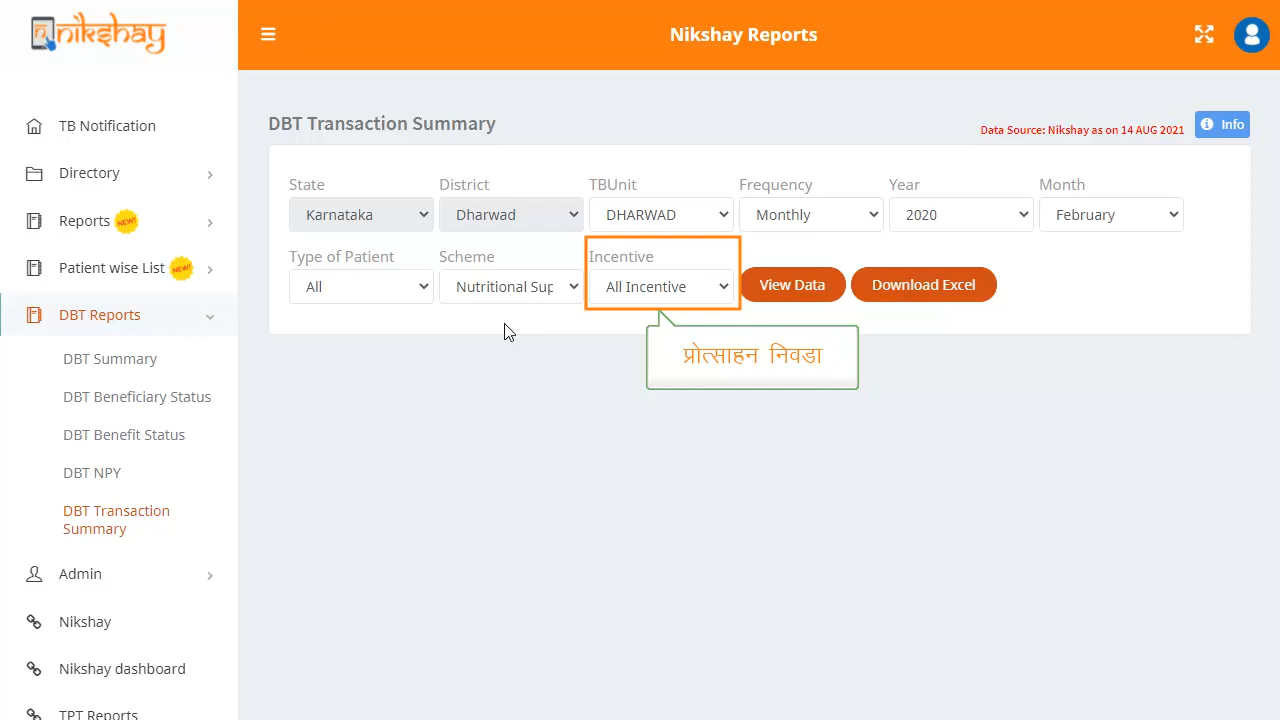 nikshay
Nikshay Reports
TB Notification
Directory
Reports NEW!
Patient wise List NEW!
DBT Reports
DBT Summary
DBT Beneficiary Status
DBT Benefit Status
DBT NPY
DBT Transaction
Summary
Admin
Nikshay
Nikshay dashboard
TPT Reports
DBT Transaction Summary
Data Source: Nikshay as on 14 AUG 2021
Info
State District TBUnit Frequency Year Month
Karnataka Dharwad DHARWAD Monthly 2020 February
Type of Patient Scheme Incentive
All Nutritional Sup All Incentive View Data Download Excel
प्रोत्साहन निवडा